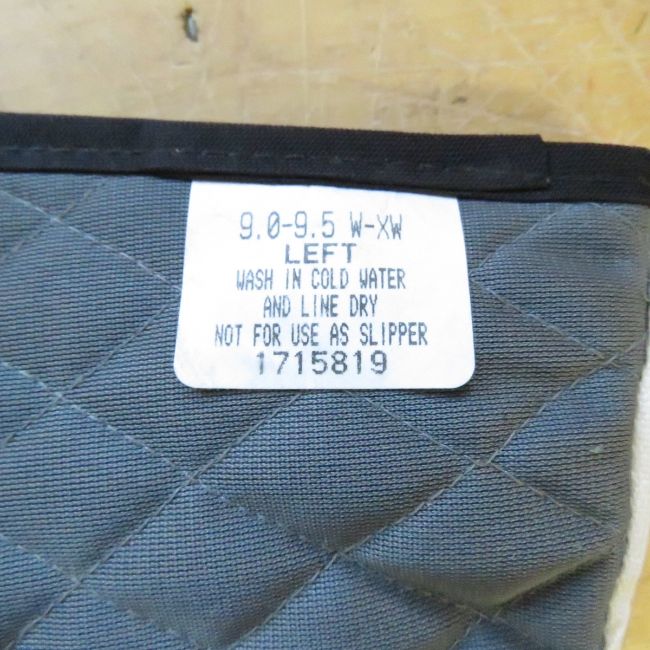 9.0-9.5 W-XW
LEFT
WASH IN COLD WATER
AND LINE DRY
NOT FOR USE AS SLIPPER
1715819